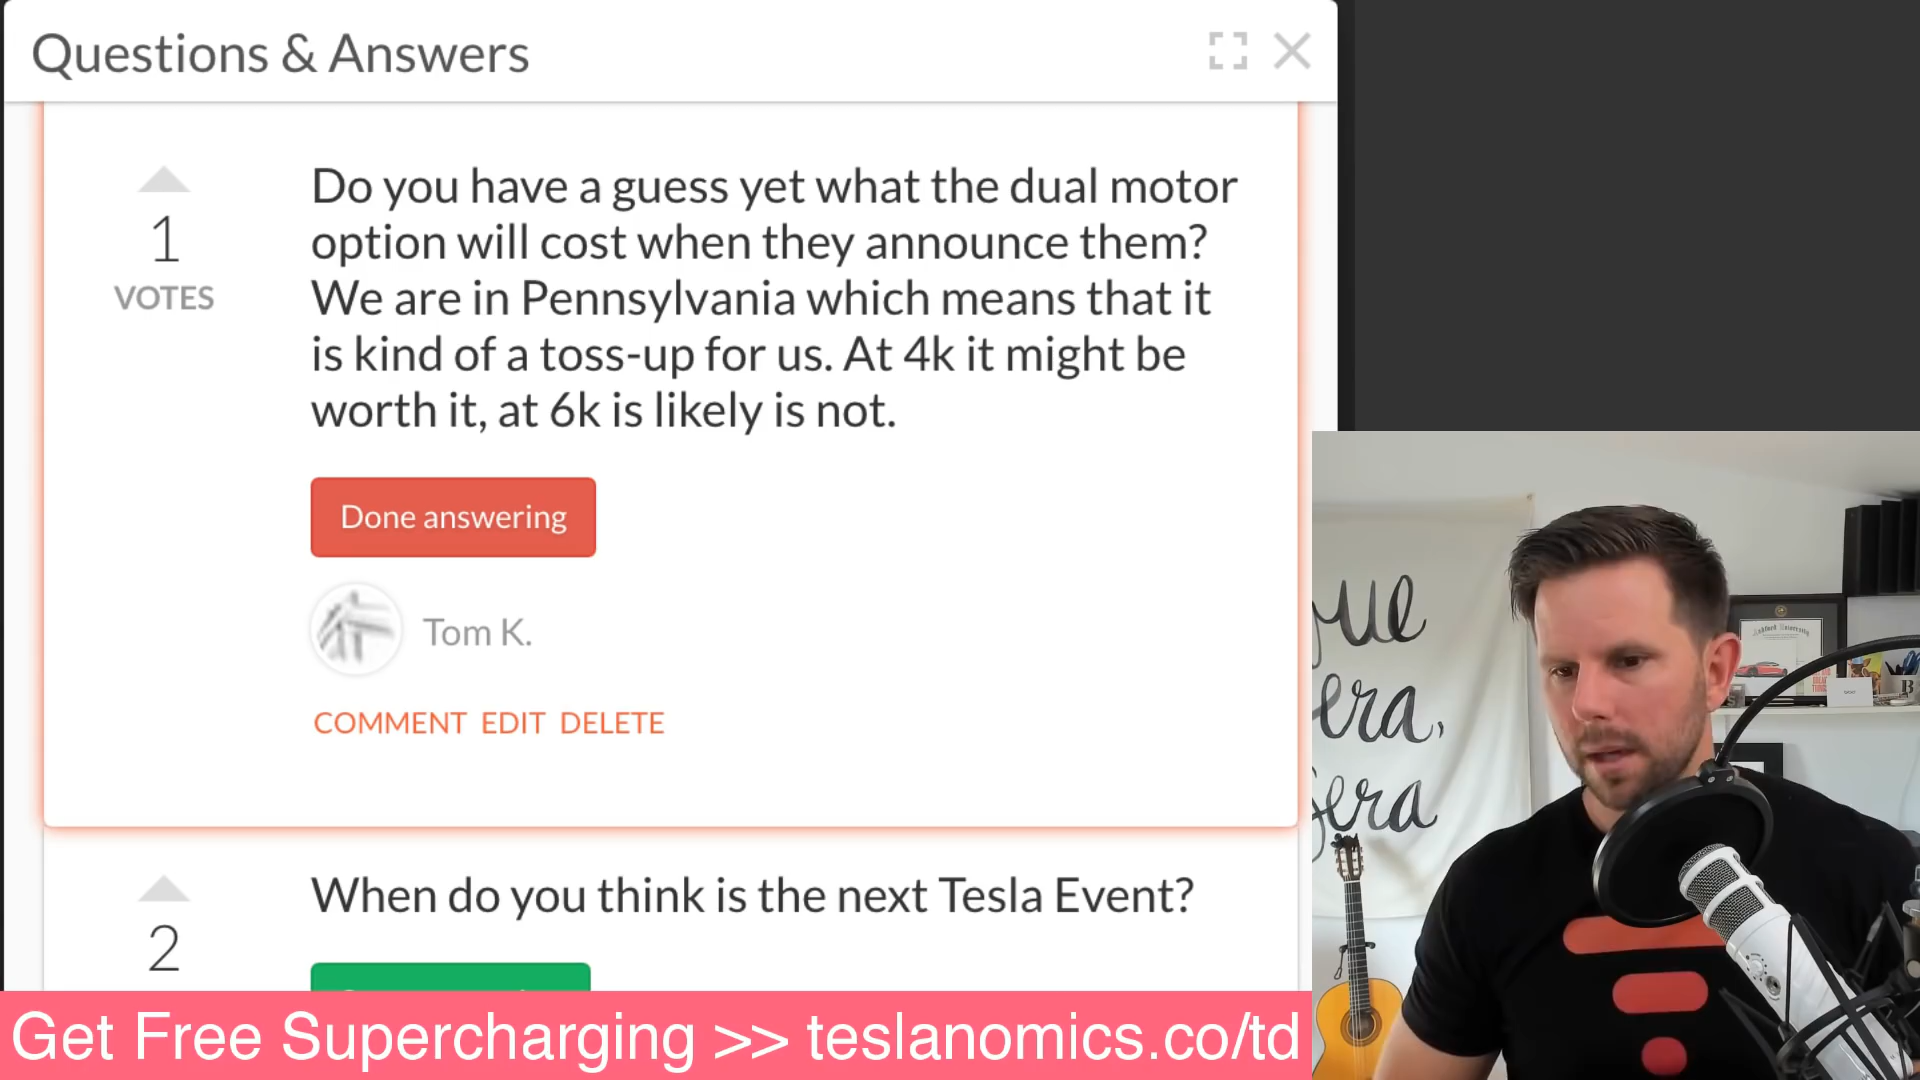 Questions & Answers
1
VOTES
Do you have a guess yet what the dual motor
option will cost when they announce them?
We are in Pennsylvania which means that it
is kind of a toss-up for us. At 4k it might be
worth it, at 6k is likely is not.
Done answering
Tom K.
COMMENT EDIT DELETE
2
When do you think is the next Tesla Event?
Get Free Supercharging >> teslanomics.co/td
era,
B